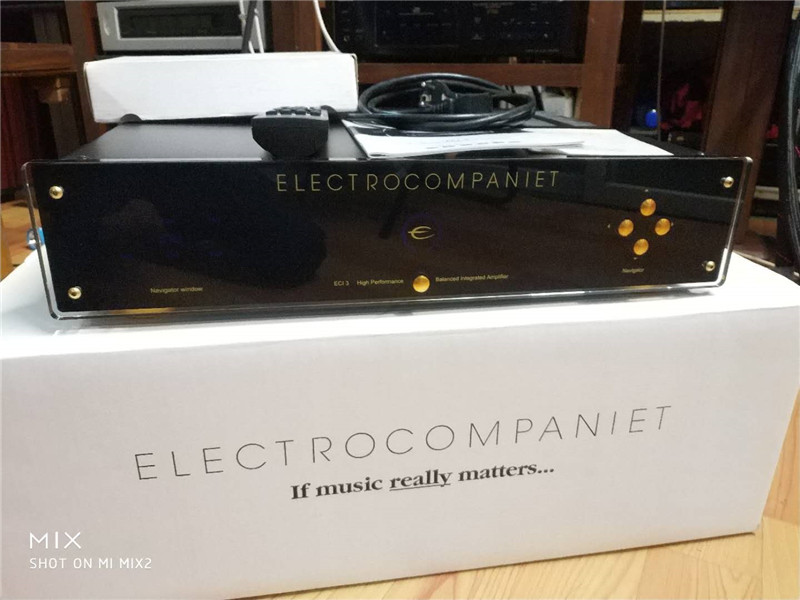 ELECTROCOMPANIET
Navigator window
ECI 3 High Performance
Balanced Integrated Amplifier
Navigator
ELECTROCOMPANIET
If music really matters...
MIX
SHOT ON MI MIX2